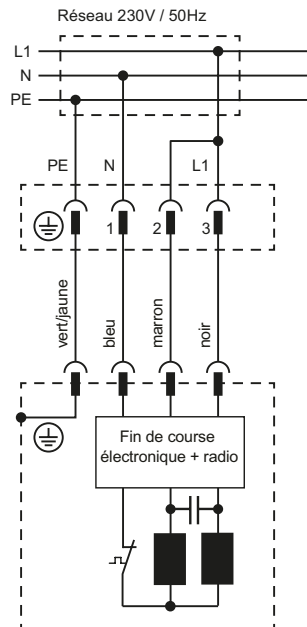 Réseau 230V / 50Hz
L1
N
PE
PE N L1
1 2 3
vert/jaune
bleu
marron
noir
Fin de course
électronique + radio